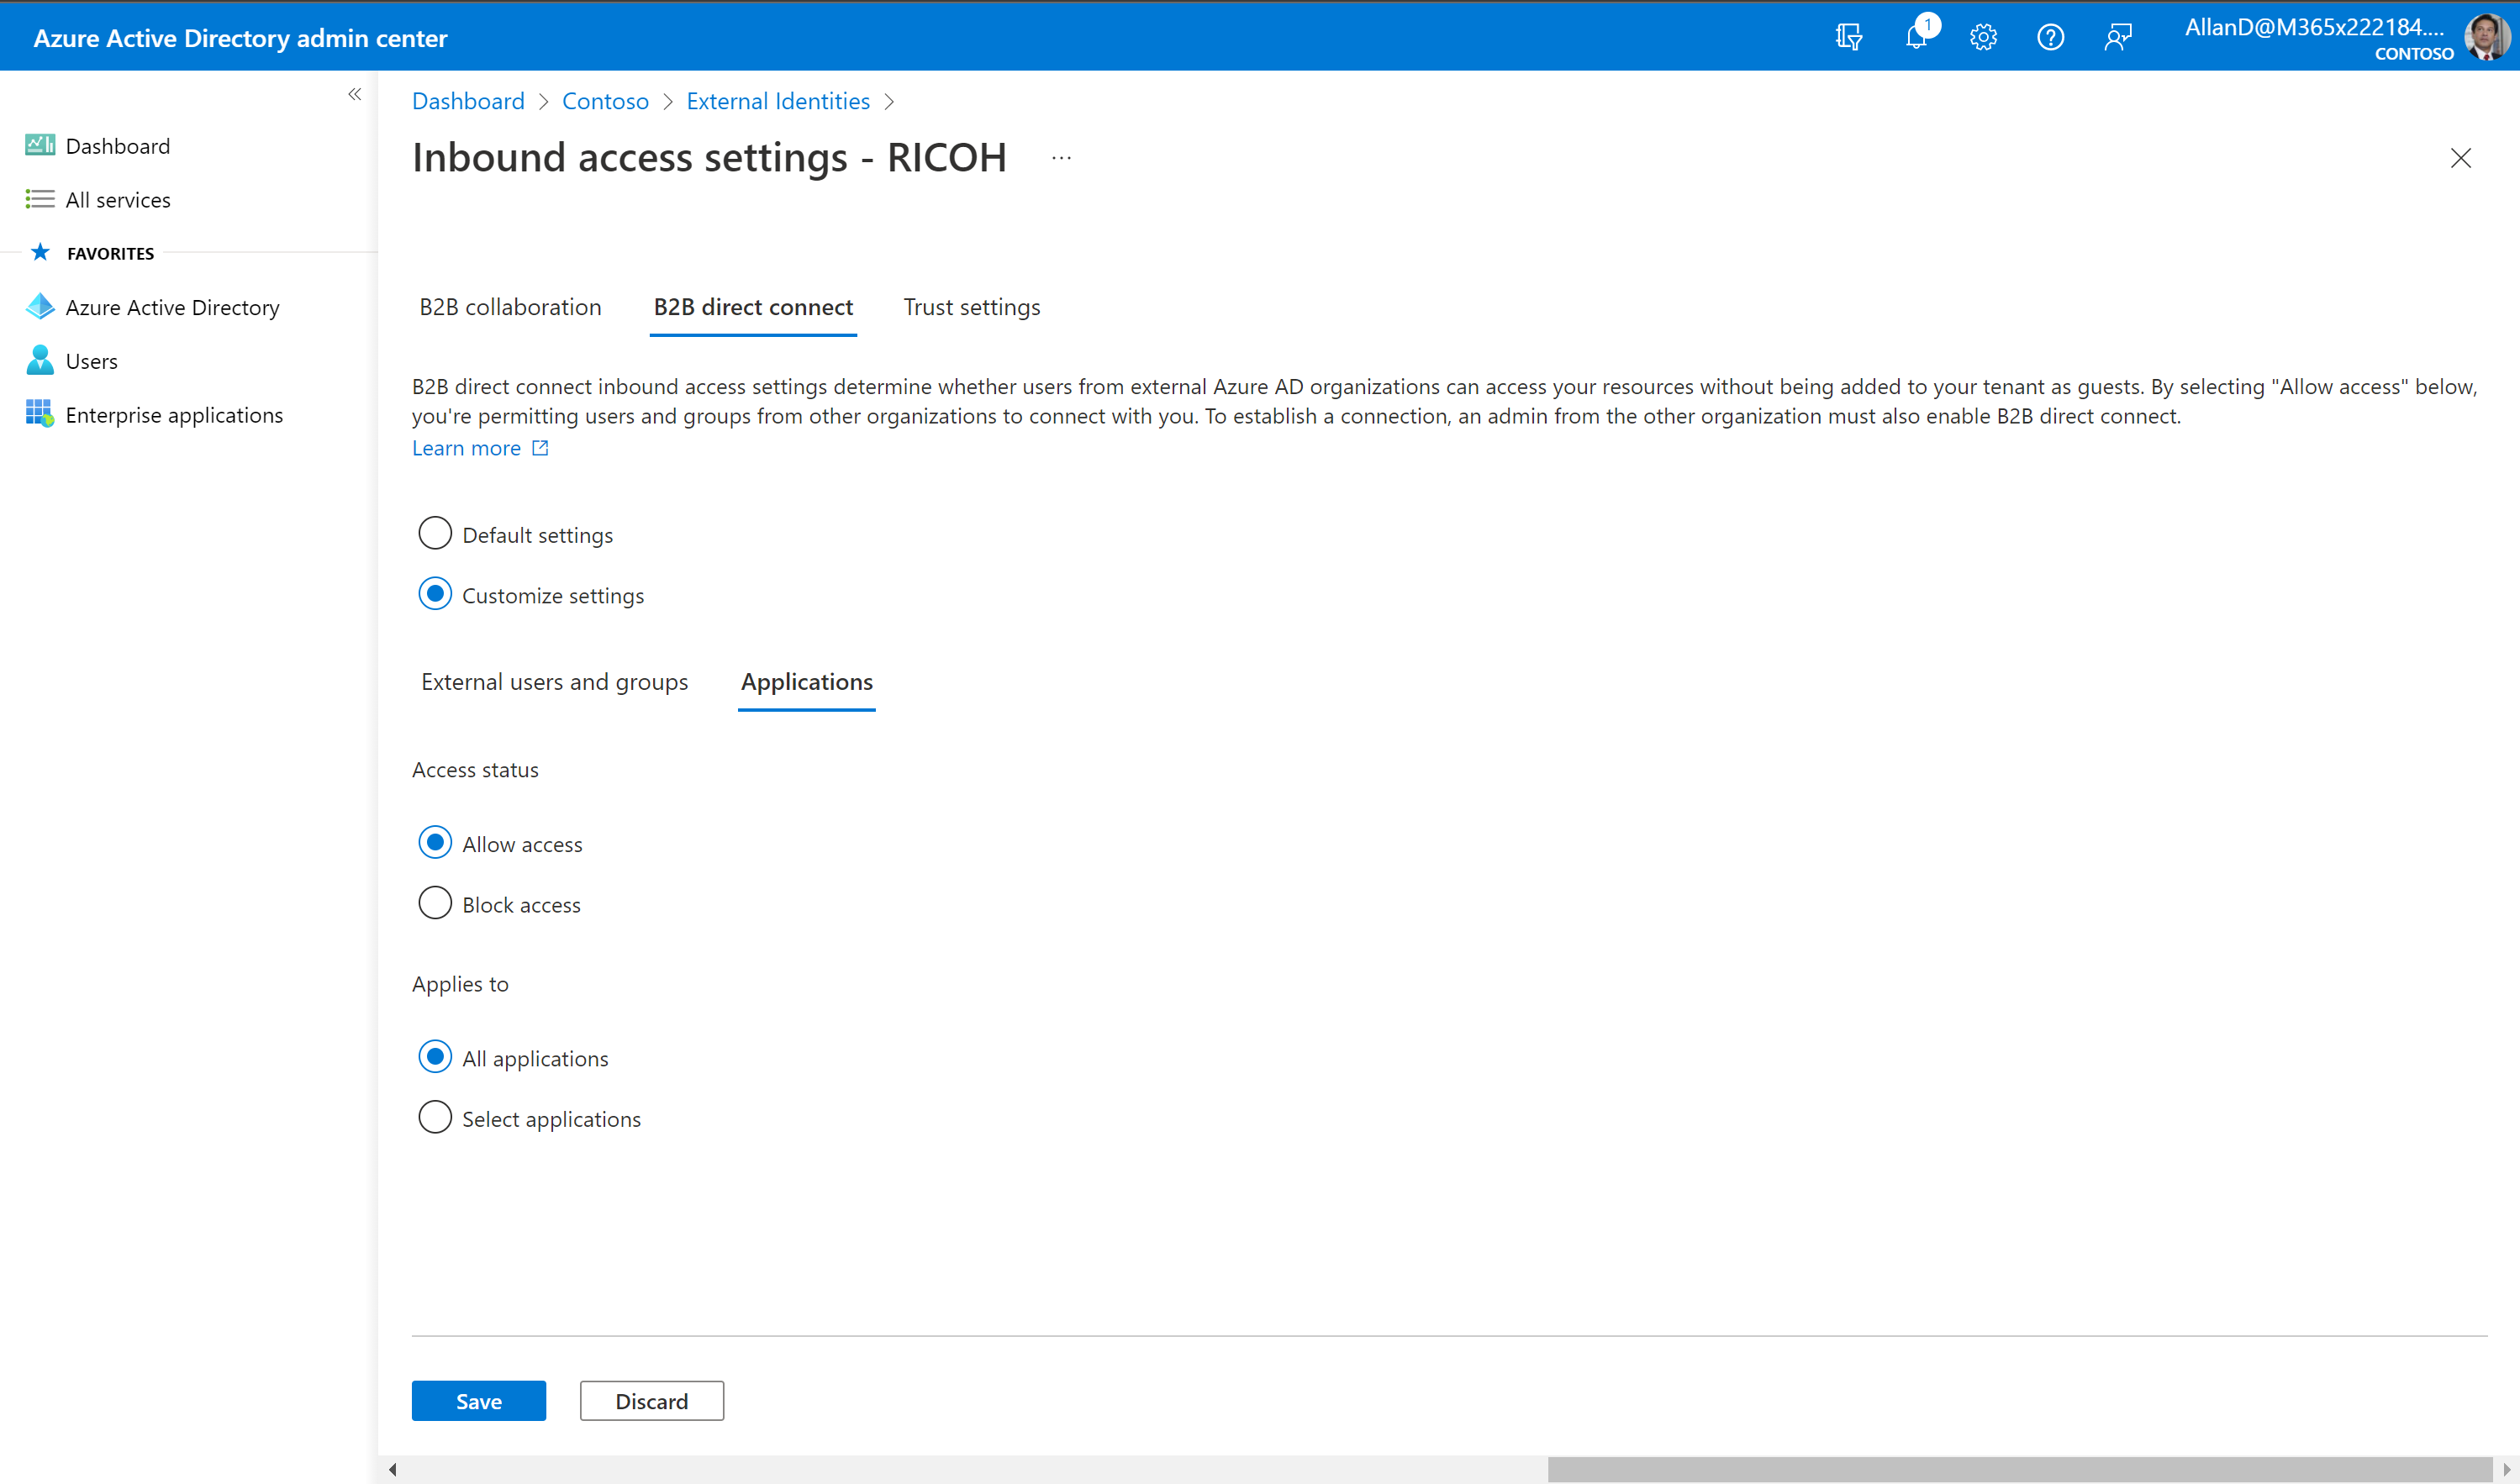 Azure Active Directory admin center
1
AllanD@M365x222184....
CONTOSO
Dashboard
All services
FAVORITES
Azure Active Directory
Users
Enterprise applications
Dashboard > Contoso > External Identities >
Inbound access settings - RICOH ...
B2B collaboration B2B direct connect Trust settings
B2B direct connect inbound access settings determine whether users from external Azure AD organizations can access your resources without being added to your tenant as guests. By selecting "Allow access" below,
you're permitting users and groups from other organizations to connect with you. To establish a connection, an admin from the other organization must also enable B2B direct connect.
Learn more
Default settings
Customize settings
External users and groups Applications
Access status
Allow access
Block access
Applies to
All applications
Select applications
Save Discard